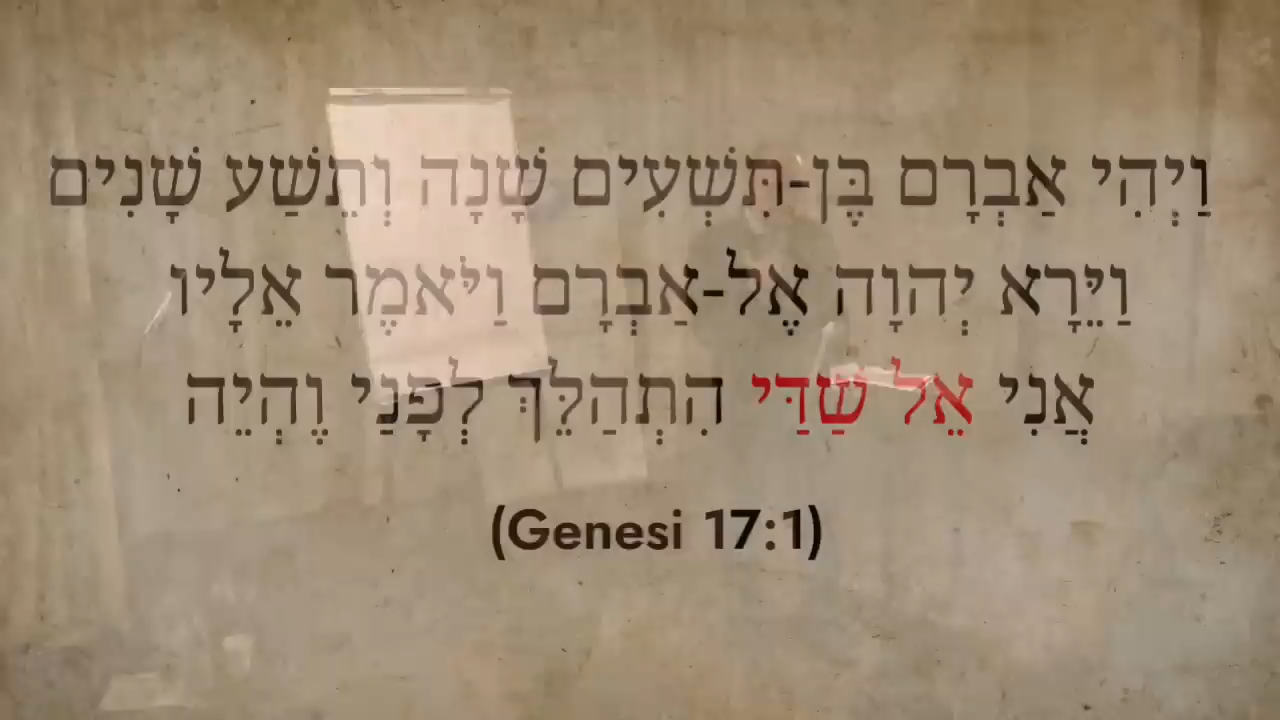 וַיְהִי אַבְרָם בֶּן-תִּשְׁעִים שָׁנָה וְתֵשַׁע שָׁנִים
וַיֵּרָא יְהוָה אֶל-אַבְרָם וַיֹּאמֶר אֵלָיו
אֲנִי אֵל שַׁדַּי הִתְהַלֵּךְ לְפָנַי וֶהְיֵה
(Genesi 17:1)